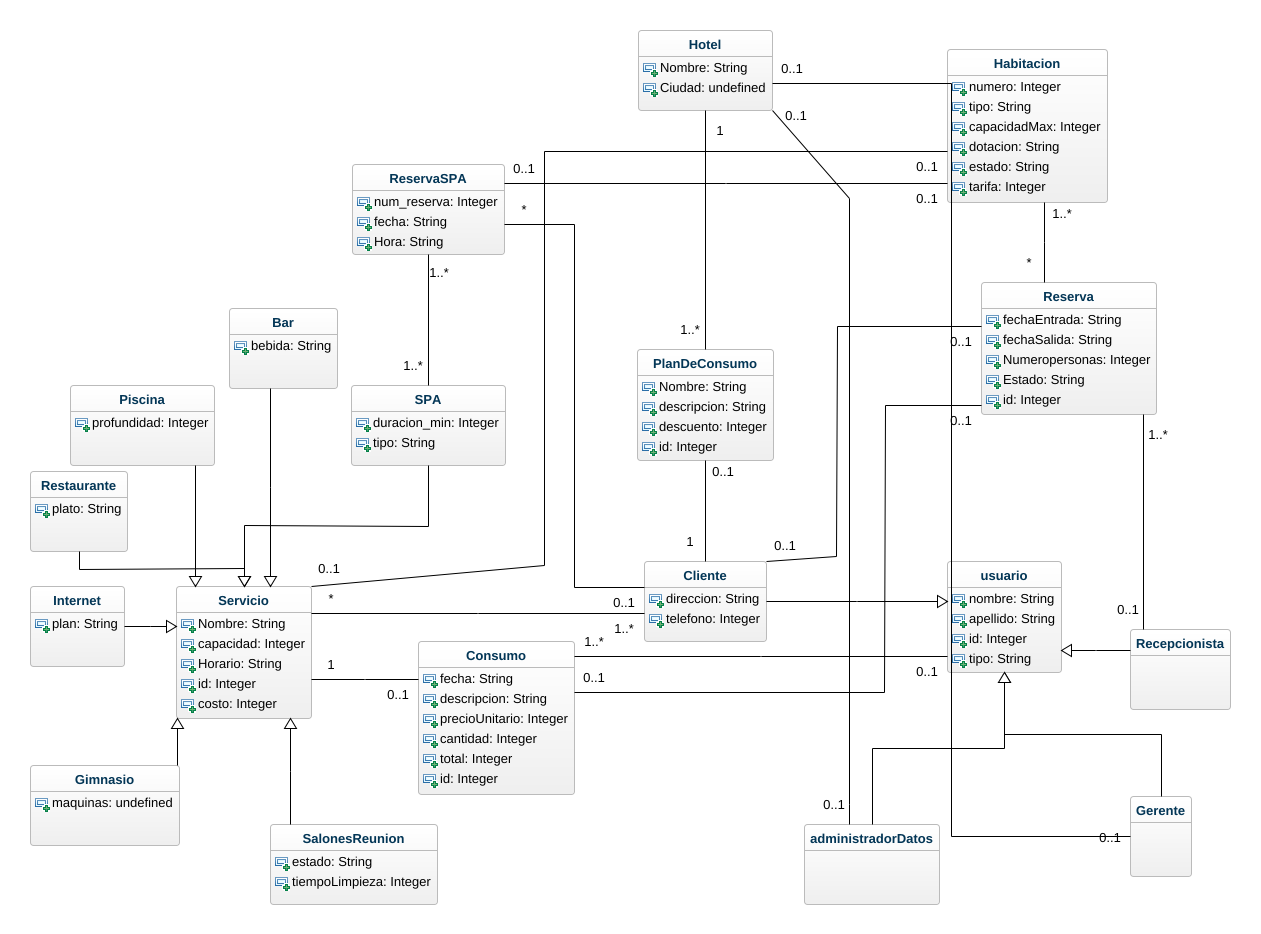 Hotel
Nombre: String
Ciudad: undefined
0..1
0..1
1
Habitacion
numero: Integer
tipo: String
capacidadMax: Integer
dotacion: String
estado: String
tarifa: Integer
0..1
0..1
1..*
*
ReservaSPA
num_reserva: Integer
fecha: String
Hora: String
0..1
*
1..*
1..*
Reserva
fechaEntrada: String
fechaSalida: String
Numeropersonas: Integer
Estado: String
id: Integer
0..1
0..1
1..*
Bar
bebida: String
1..*
PlanDeConsumo
Nombre: String
descripcion: String
descuento: Integer
id: Integer
0..1
1
Piscina
profundidad: Integer
SPA
duracion_min: Integer
tipo: String
Restaurante
plato: String
0..1
Cliente
direccion: String
telefono: Integer
0..1
1..*
usuario
nombre: String
apellido: String
id: Integer
tipo: String
0..1
0..1
Recepcionista
Internet
plan: String
0..1
*
Servicio
Nombre: String
capacidad: Integer
Horario: String
id: Integer
costo: Integer
1
0..1
Consumo
fecha: String
descripcion: String
precioUnitario: Integer
cantidad: Integer
total: Integer
id: Integer
1..*
0..1
Gimnasio
maquinas: undefined
SalonesReunion
estado: String
tiempoLimpieza: Integer
0..1
administradorDatos
Gerente
0..1